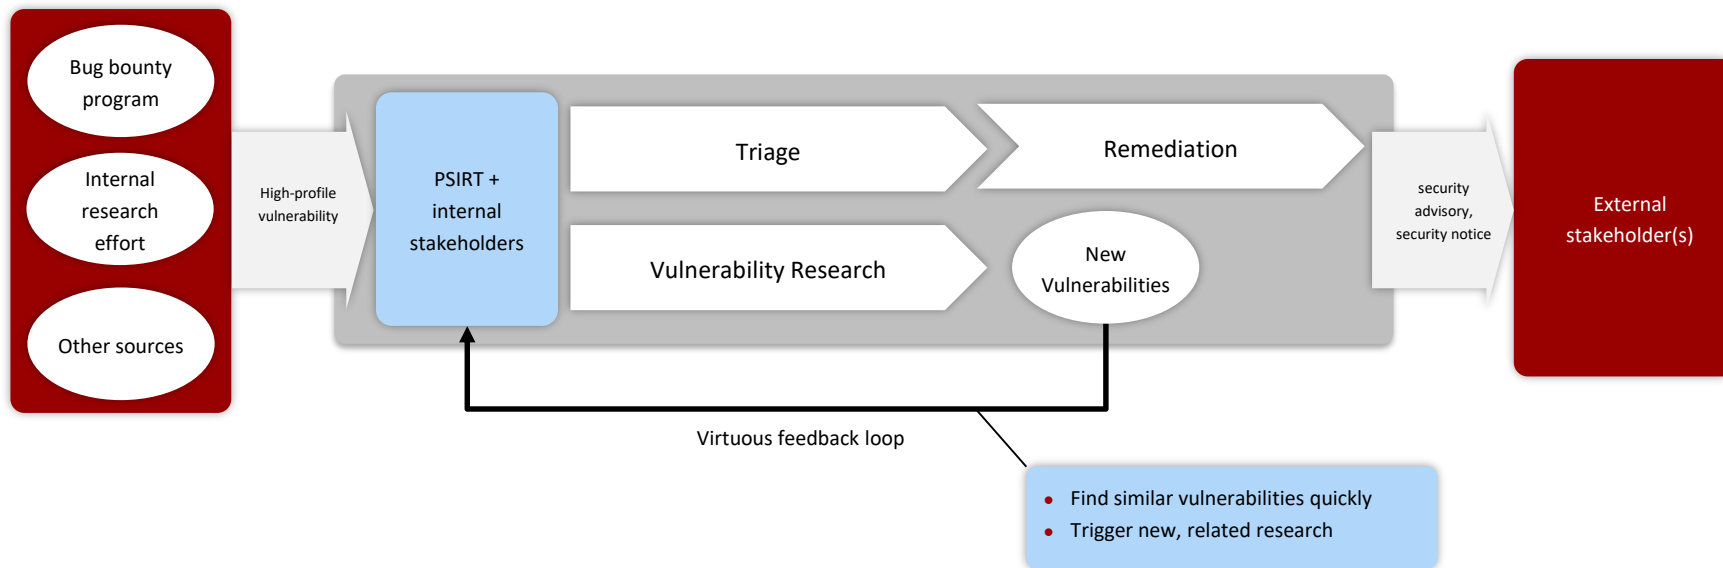 Bug bounty
program
Internal
research
effort
Other sources
High-profile
vulnerability
PSIRT +
internal
stakeholders
Triage
Remediation
Vulnerability Research
New
Vulnerabilities
security
advisory,
security notice
External
stakeholder(s)
Virtuous feedback loop
• Find similar vulnerabilities quickly
• Trigger new, related research